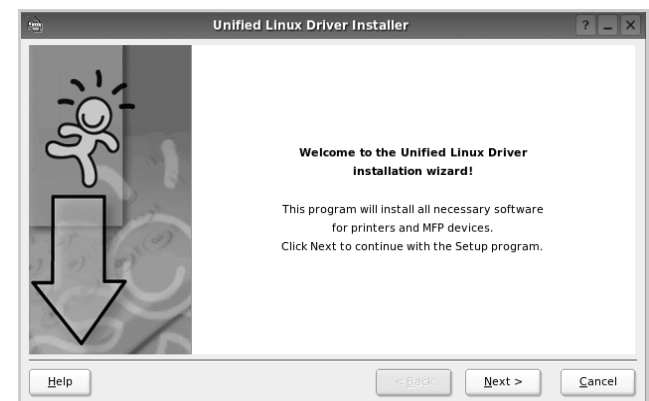 Unified Linux Driver Installer
Welcome to the Unified Linux Driver
installation wizard!
This program will install all necessary software
for printers and MFP devices.
Click Next to continue with the Setup program.
Help
< Back
Next >
Cancel